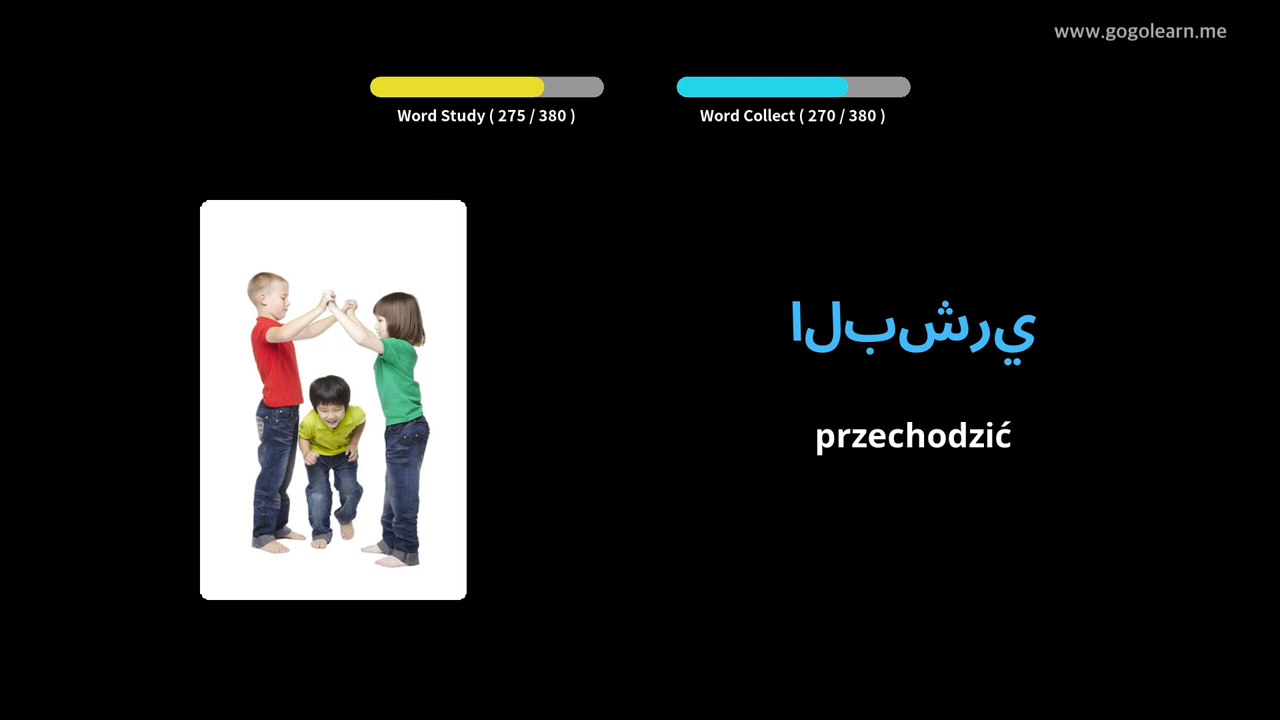 www.gogolearn.me
Word Study ( 275 / 380 )
Word Collect ( 270 / 380 )
البشري
przechodzić